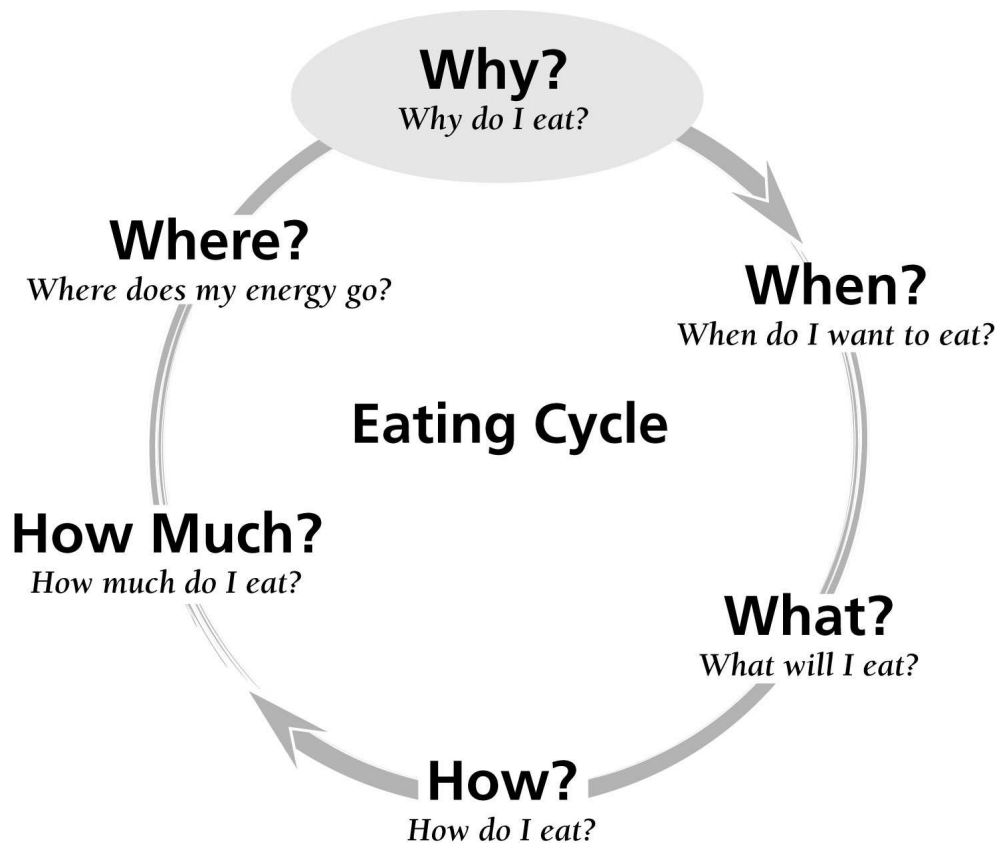 Why?
Why do I eat?
When?
When do I want to eat?
What?
What will I eat?
How?
How do I eat?
How Much?
How much do I eat?
Where?
Where does my energy go?
Eating Cycle